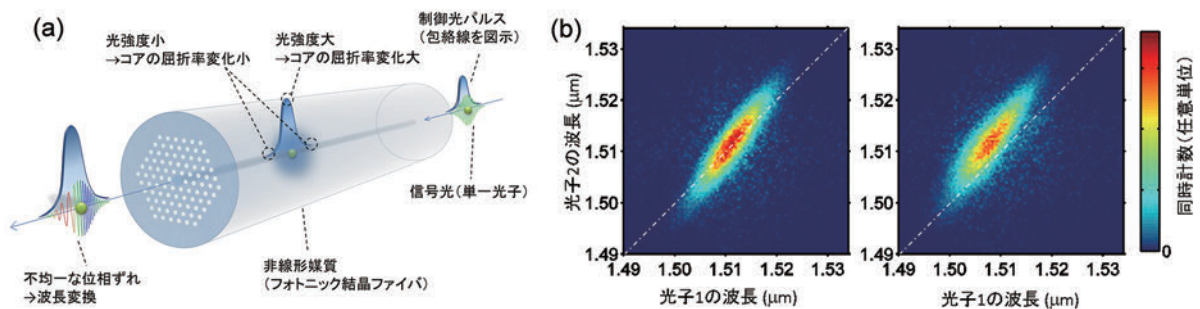 (a)
光強度小
→コアの屈折率変化小
光強度大
→コアの屈折率変化大
制御光パルス
(包絡線を図示)
信号光(単一光子)
不均一な位相ずれ
→波長変換
非線形媒質
(フォトニック結晶ファイバ)
(b)
光子2の波長 (μm)
1.53
1.52
1.51
1.50
1.49
1.49
1.50
1.51
1.52
1.53
光子1の波長 (μm)
1.53
1.52
1.51
1.50
1.49
1.49
1.50
1.51
1.52
1.53
光子1の波長 (μm)
同時計数(任意単位)
0